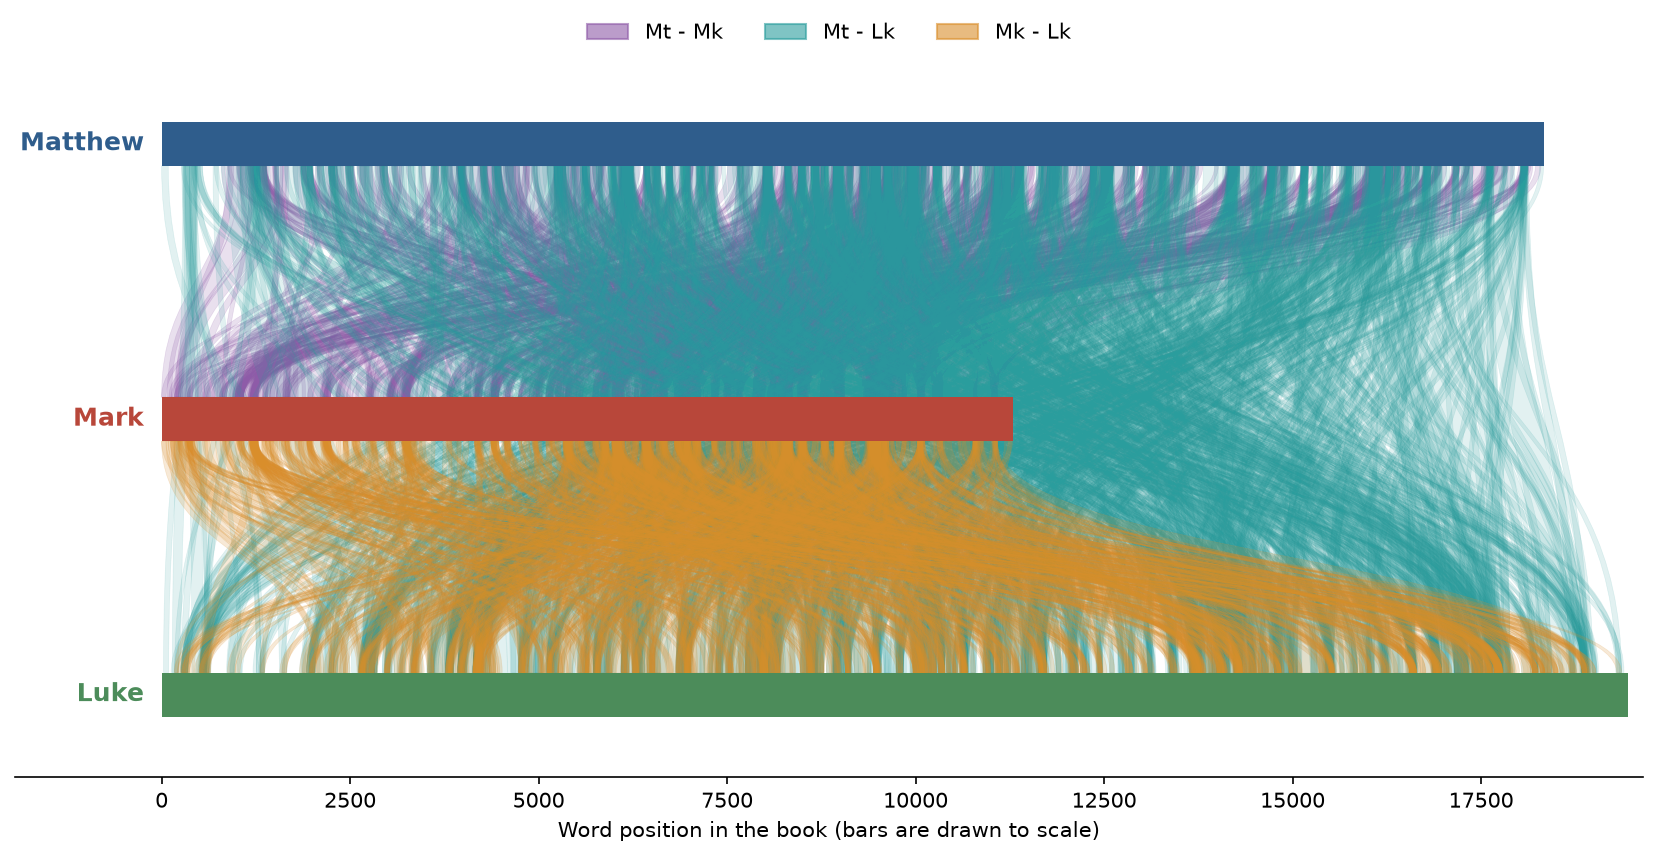 Mt - Mk Mt - Lk Mk - Lk
Matthew
Mark
Luke
0 2500 5000 7500 10000 12500 15000 17500
Word position in the book (bars are drawn to scale)